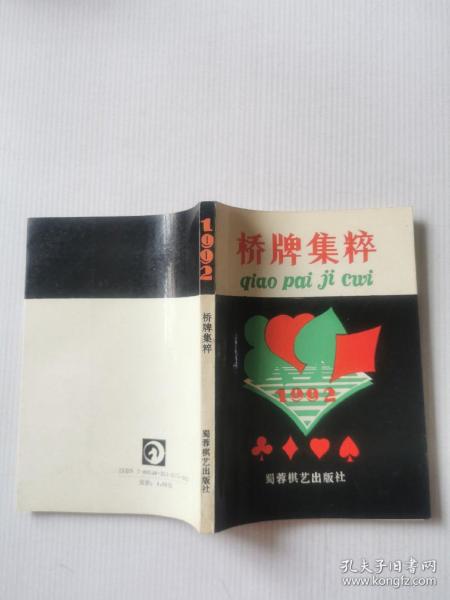 桥牌集粹
qiao pai ji cwi
1992
蜀蓉棋艺出版社
1992
桥牌集粹
蜀蓉棋艺出版社
孔夫子旧书网
www.kongfz.com